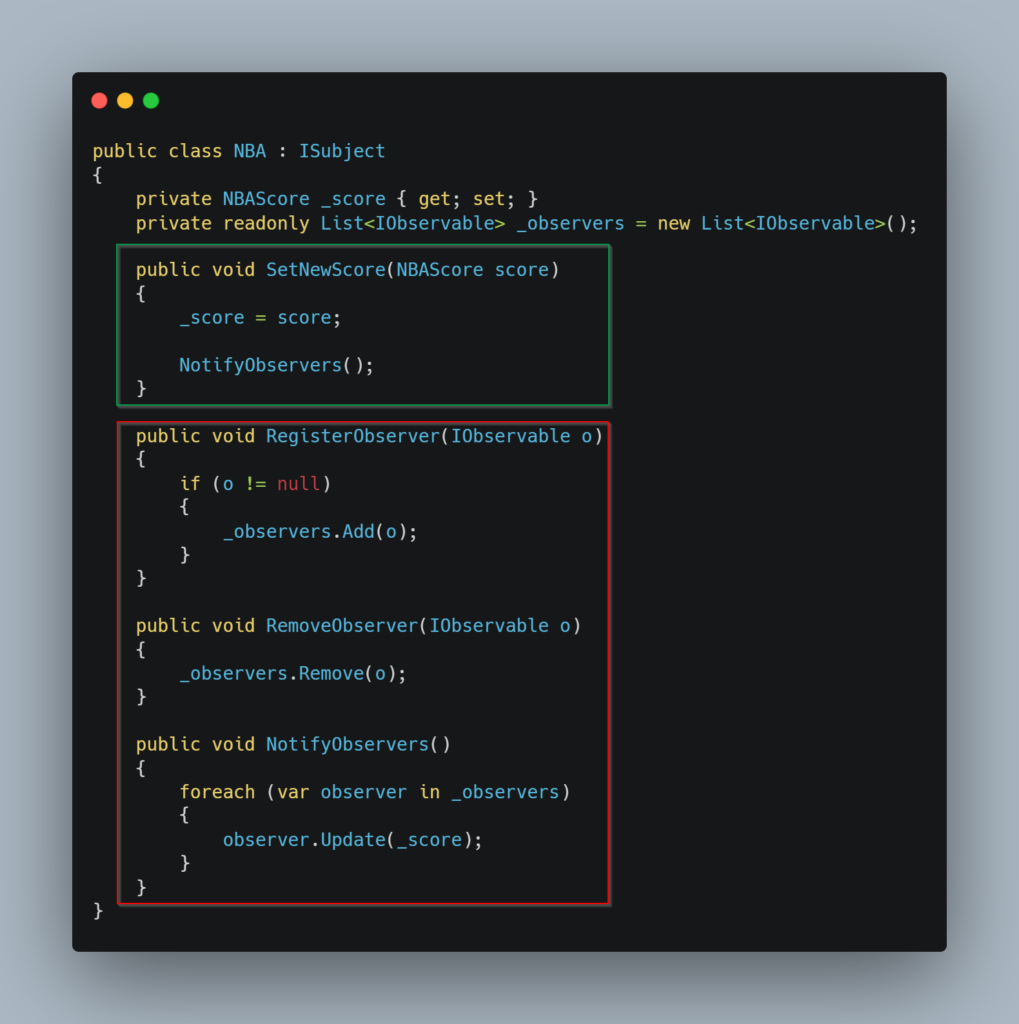 public class NBA : ISubject
{
    private NBAScore _score { get; set; }
    private readonly List<IObservable> _observers = new List<IObservable>();

    public void SetNewScore(NBAScore score)
    {
        _score = score;

        NotifyObservers();
    }

    public void RegisterObserver(IObservable o)
    {
        if (o != null)
        {
            _observers.Add(o);
        }
    }

    public void RemoveObserver(IObservable o)
    {
        _observers.Remove(o);
    }

    public void NotifyObservers()
    {
        foreach (var observer in _observers)
        {
            observer.Update(_score);
        }
    }
}